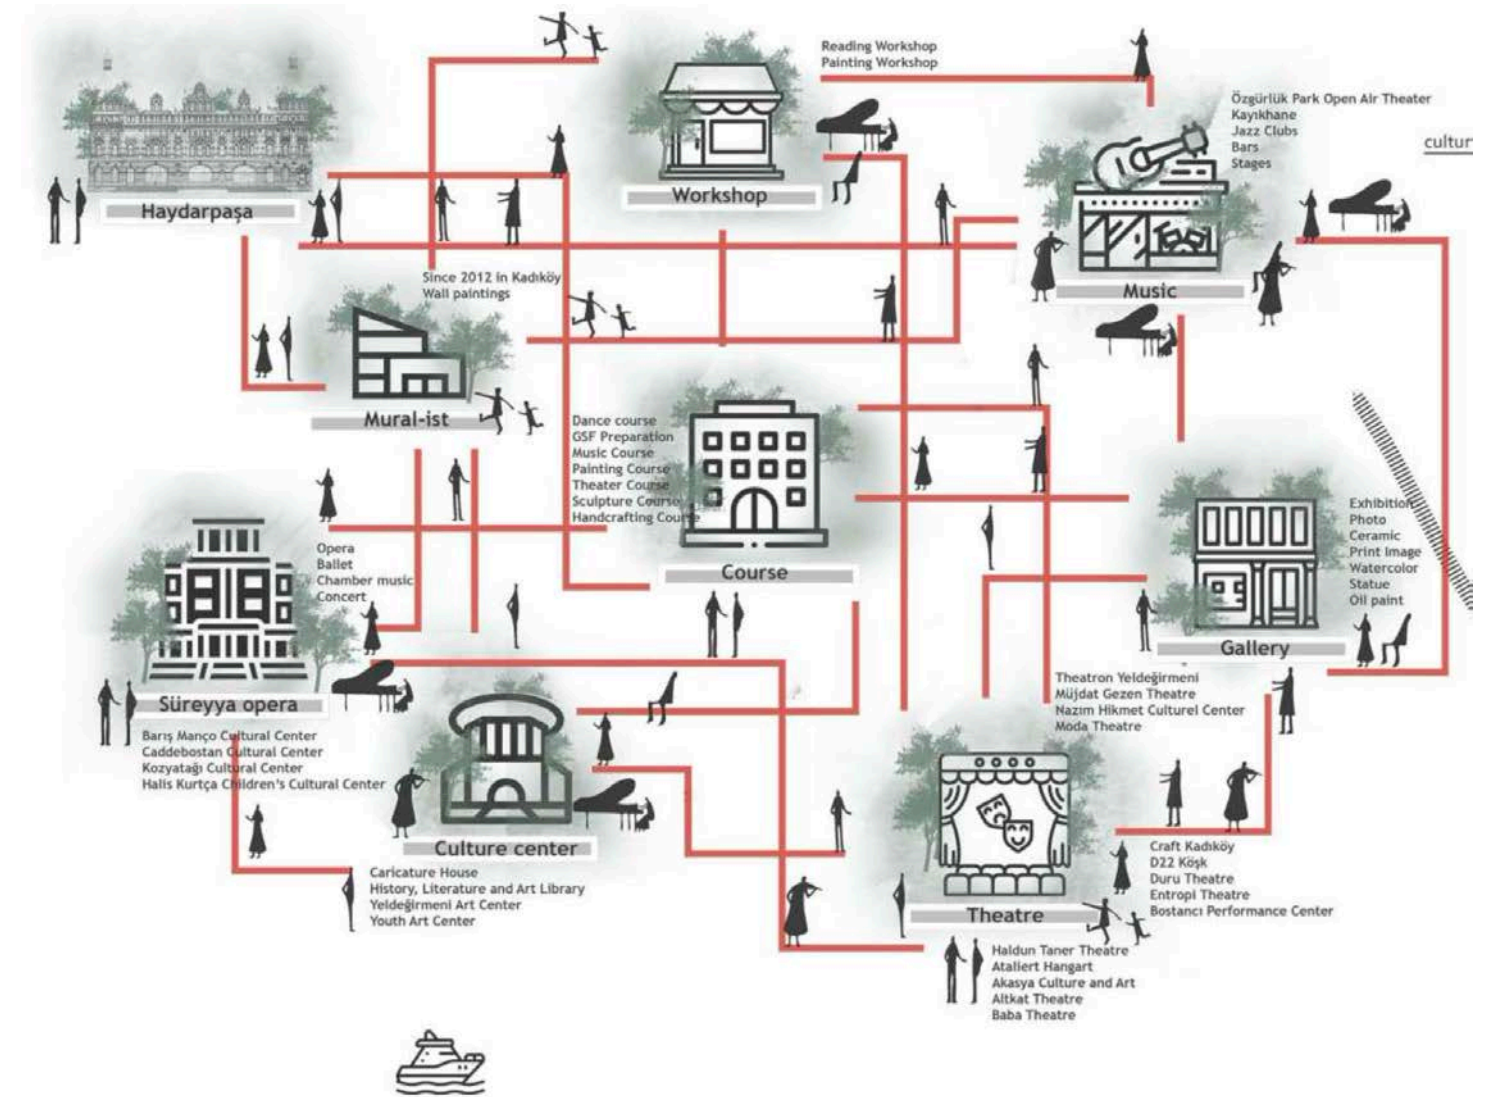 Reading Workshop
Painting Workshop
Özgürlük Park Open Air Theater
Kayıkhane
Jazz Clubs
Bars
Stages
Workshop
Haydarpaşa
Music
Since 2012 in Kadıköy
Wall paintings
Mural-ist
Dance course
GSF Preparation
Music Course
Painting Course
Theater Course
Sculpture Course
Handcrafting Course
Course
Exhibition
Photo
Ceramic
Print Image
Watercolor
Statue
Oil paint
Gallery
Opera
Ballet
Chamber music
Concert
Süreyya opera
Barış Manço Cultural Center
Caddebostan Cultural Center
Kozyatağı Cultural Center
Halis Kurtça Children's Cultural Center
Culture center
Caricature House
History, Literature and Art Library
Yeldeğirmeni Art Center
Youth Art Center
Theatron Yeldeğirmeni
Müjdat Gezen Theatre
Nazım Hikmet Culturel Center
Moda Theatre
Theatre
Craft Kadıköy
D22 Köşk
Duru Theatre
Entropi Theatre
Bostancı Performance Center
Haldun Taner Theatre
Ataliert Hangart
Akasya Culture and Art
Altkat Theatre
Baba Theatre